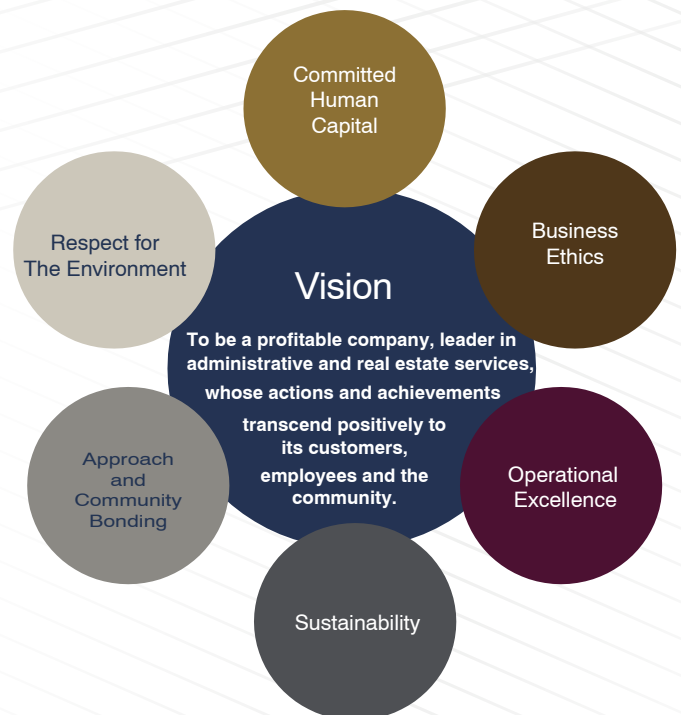 Committed
Human
Capital
Business
Ethics
Respect for
The Environment
Vision
To be a profitable company, leader in
administrative and real estate services,
whose actions and achievements
transcend positively to
its customers,
employees and the
community.
Approach
and
Community
Bonding
Operational
Excellence
Sustainability